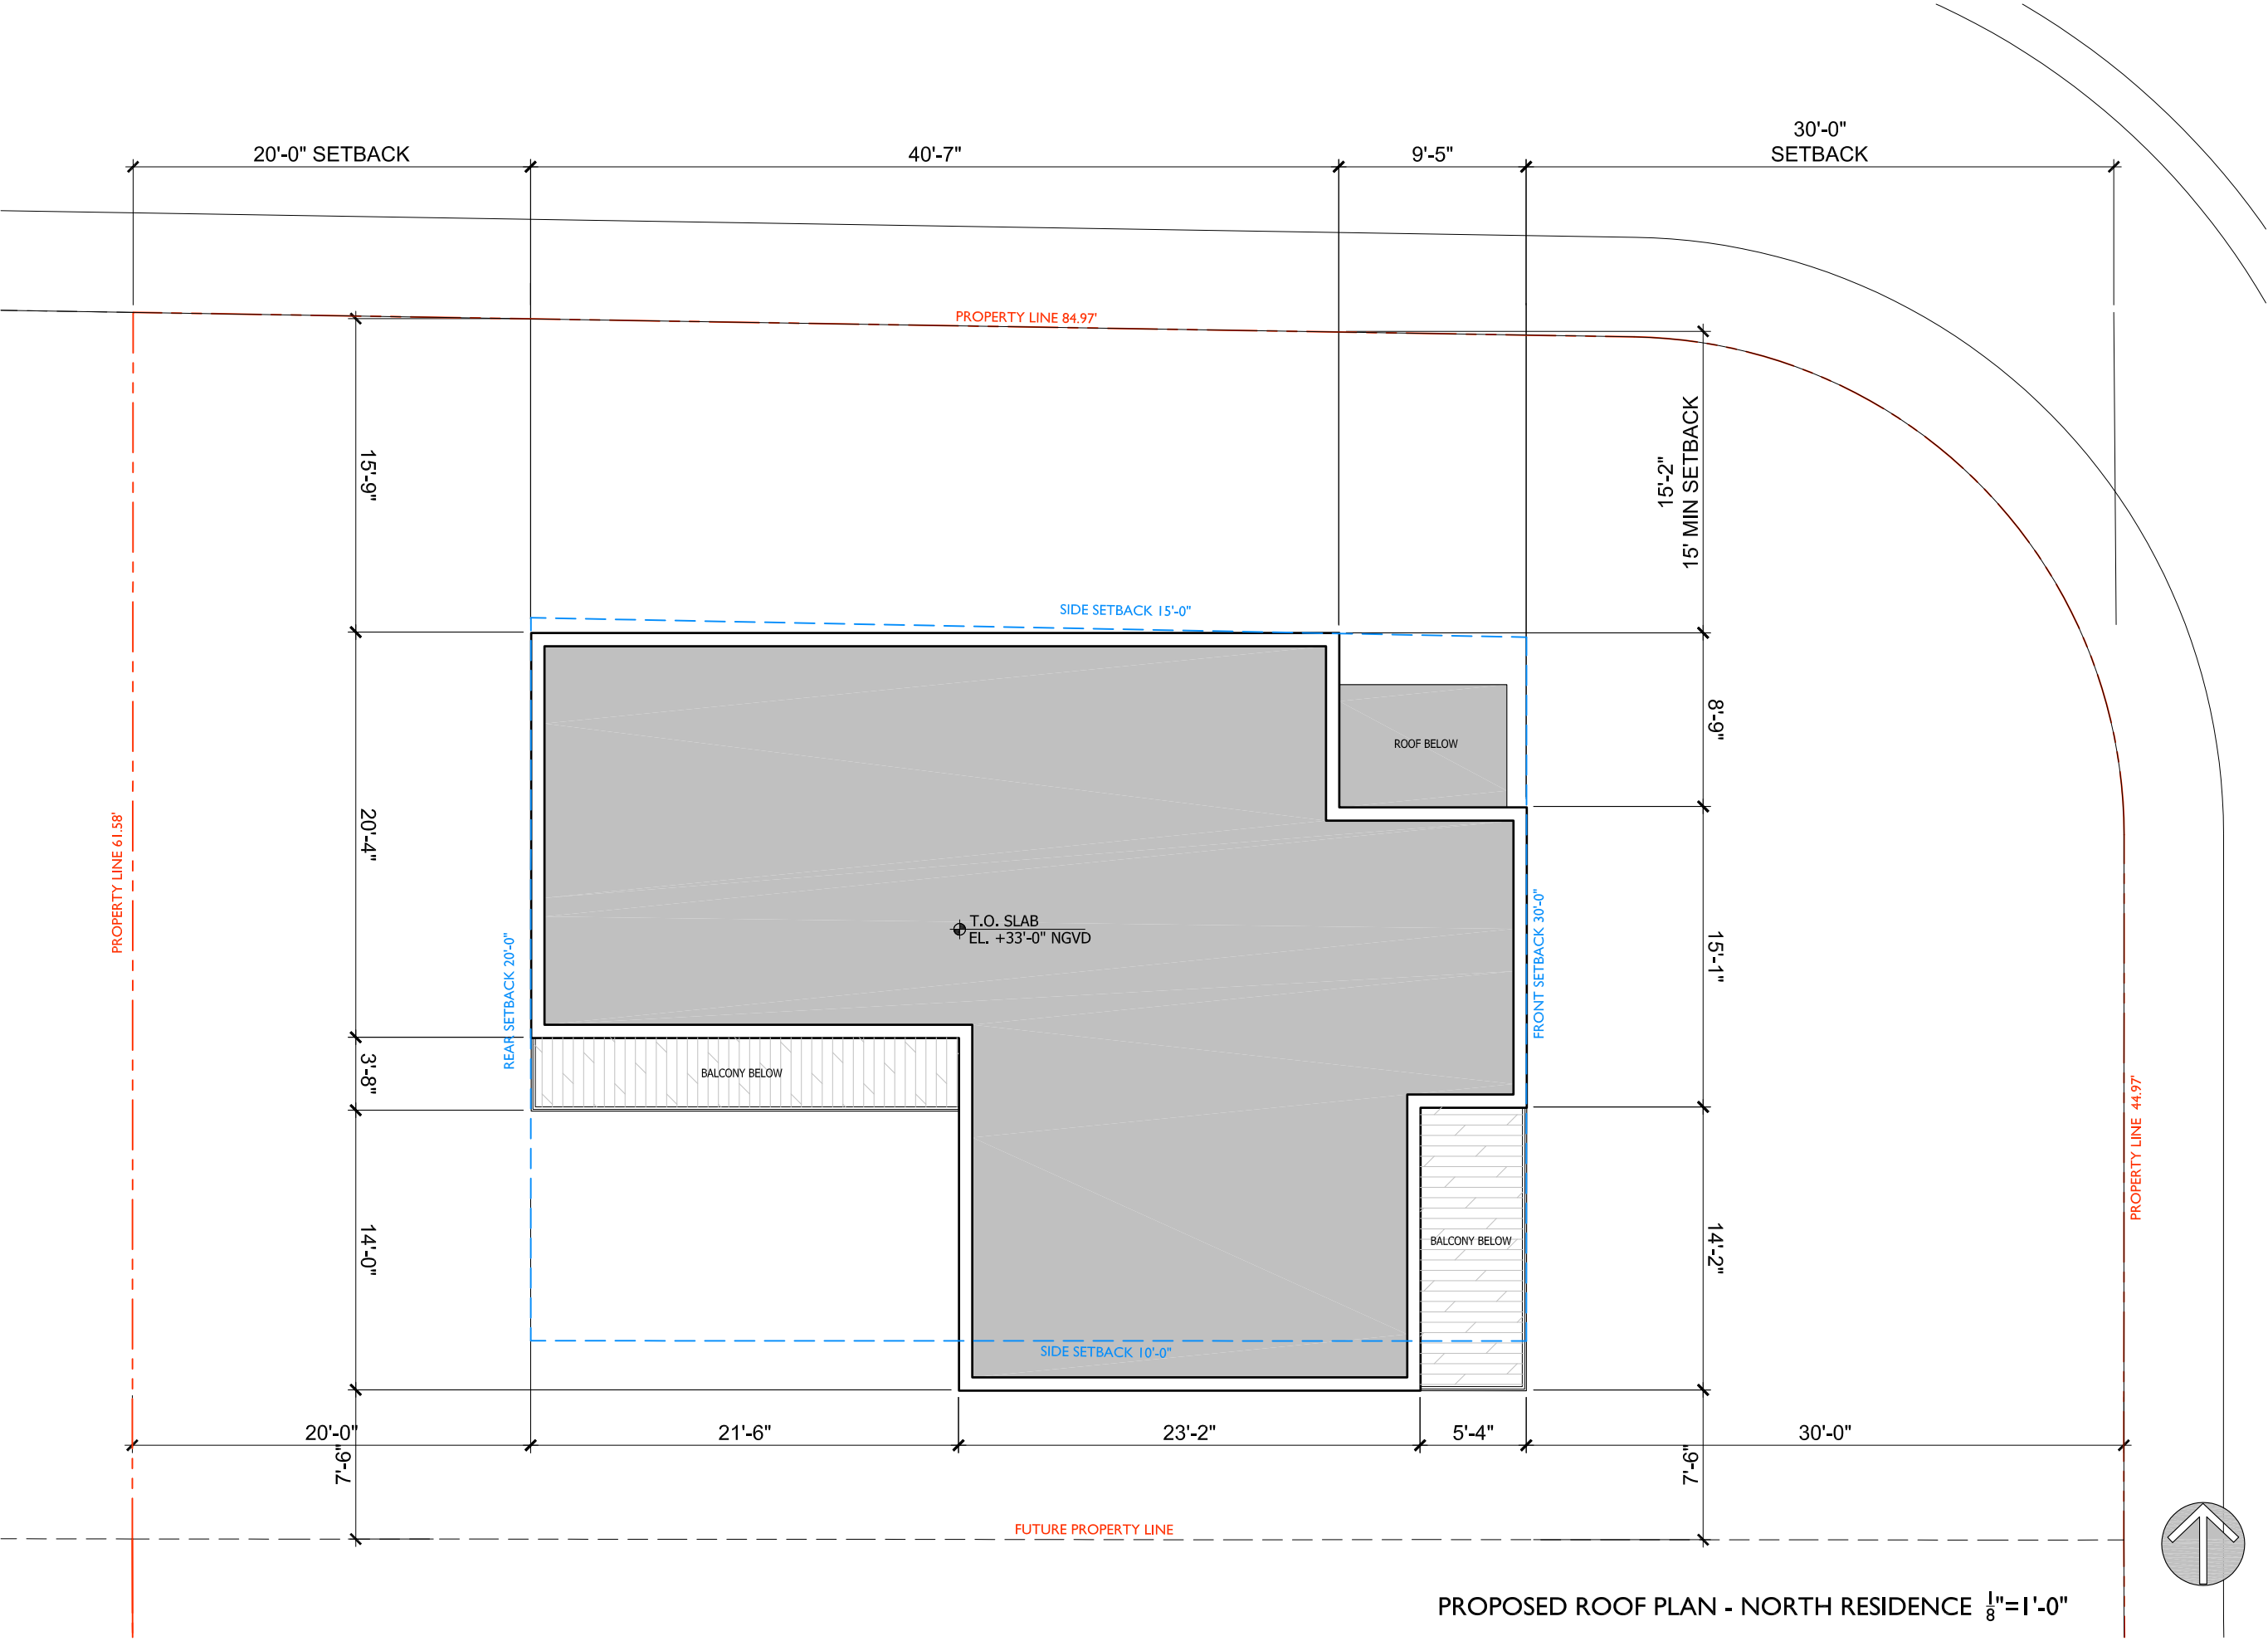 30'-0"
20'-0" SETBACK
40'-7"
9'-5"
SETBACK
PROPERTY LINE 84.97'
15'-9"
15'-2"
15' MIN SETBACK
SIDE SETBACK 15'-0"
8'-9"
ROOF BELOW
PROPERTY LINE 61.58'
20'-4"
T.O. SLAB
EL. +33'-0" NGVD
REAR SETBACK 20'-0"
FRONT SETBACK 30'-0"
15'-1"
3'-8"
BALCONY BELOW
PROPERTY LINE 44.97'
14'-0"
BALCONY BELOW
14'-2"
SIDE SETBACK 10'-0"
20'-0"
21'-6"
23'-2"
5'-4"
30'-0"
7'-9"
7'-9"
FUTURE PROPERTY LINE
PROPOSED ROOF PLAN - NORTH RESIDENCE 1/8"=1'-0"